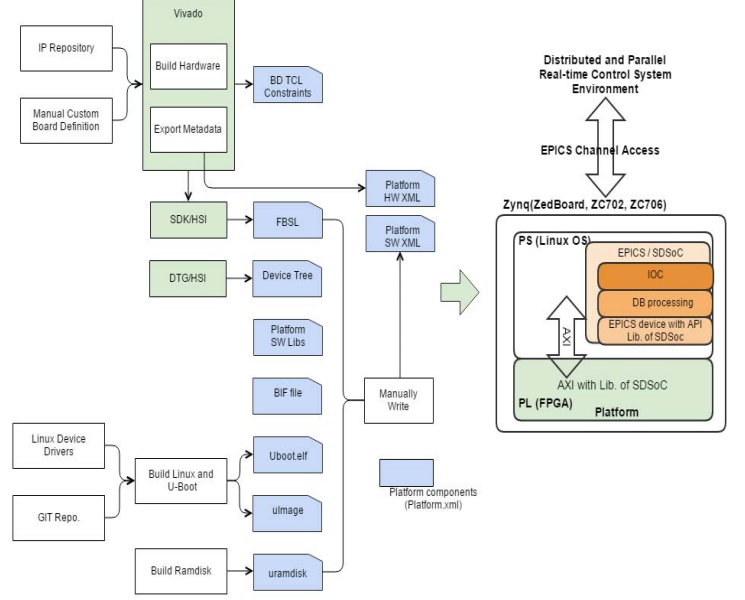 Vivado
IP Repository
Build Hardware
BD TCL
Constraints
Manual Custom
Board Definition
Export Metadata
Platform
HW XML
SDK/HSI
FBSL
Platform
SW XML
DTG/HSI
Device Tree
Platform
SW Libs
BIF file
Manually
Write
Linux Device
Drivers
Build Linux and
U-Boot
Uboot.elf
GIT Repo.
uImage
Platform components
(Platform.xml)
Build Ramdisk
uramdisk
Distributed and Parallel
Real-time Control System
Environment
EPICS Channel Access
Zynq(ZedBoard, ZC702, ZC706)
PS (Linux OS)
EPICS / SDSoC
IOC
DB processing
EPICS device with API
Lib. of SDSoc
AXI
AXI with Lib. of SDSoC
PL (FPGA)
Platform